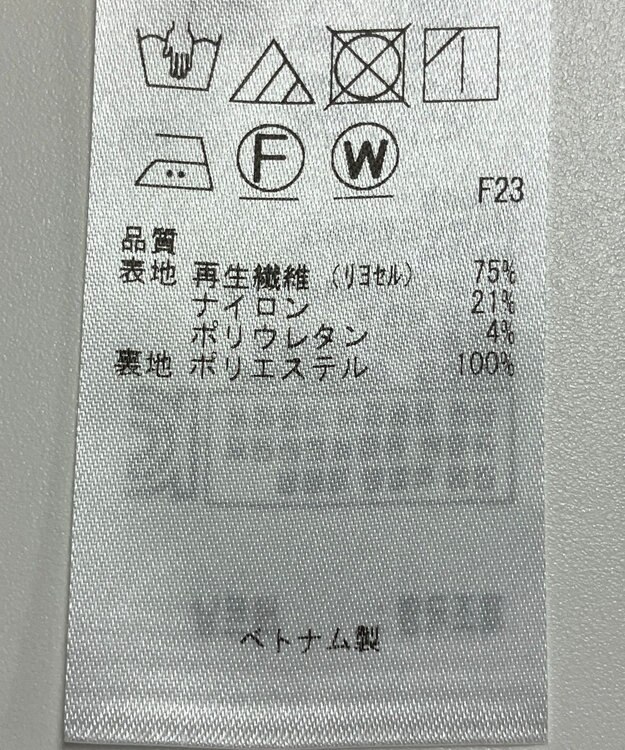 F W
F23
品質
表地 再生繊維（リヨセル） 75%
ナイロン 21%
ポリウレタン 4%
裏地 ポリエステル 100%
ベトナム製